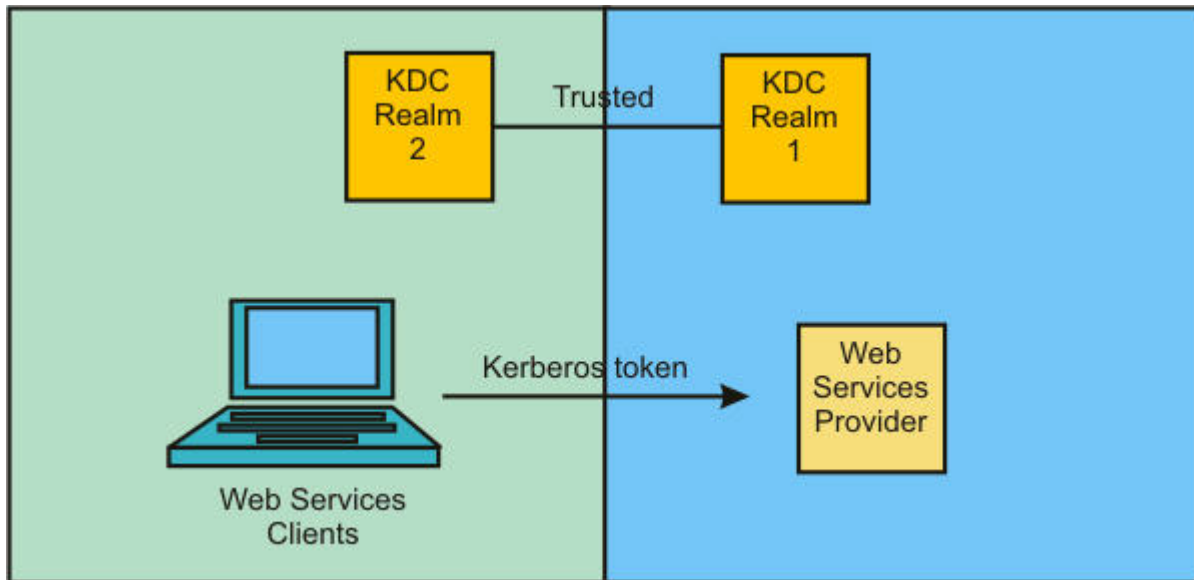 KDC
Realm
2
Trusted
KDC
Realm
1
Kerberos token
Web
Services
Provider
Web Services
Clients